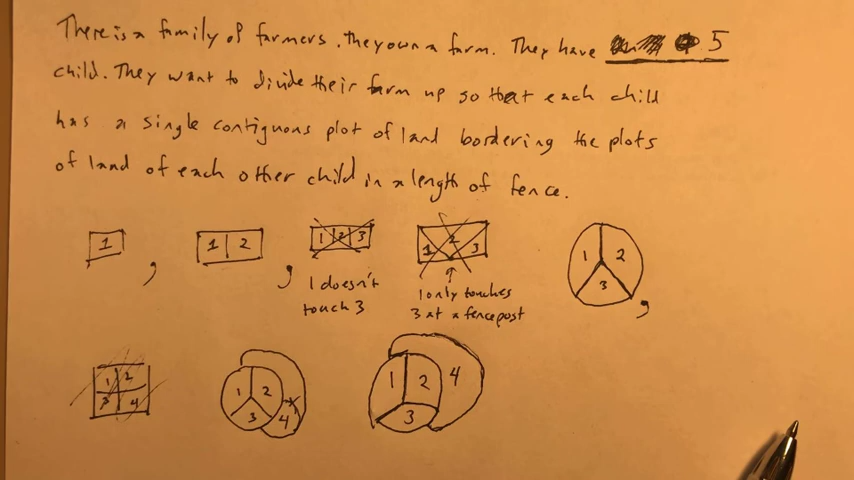 There is a family of farmers. they own a farm. They have 5
child. They want to divide their farm up so that each child
has a single contiguous plot of land bordering the plots
of land of each other child in a length of fence.
1 , 1 2 , 1 2 3 1 2 3 1 2 3 ,
1 doesn't
touch 3
1 only touches
3 at a fencepost
1 2 3 4 1 2 3 4 1 2 3 4